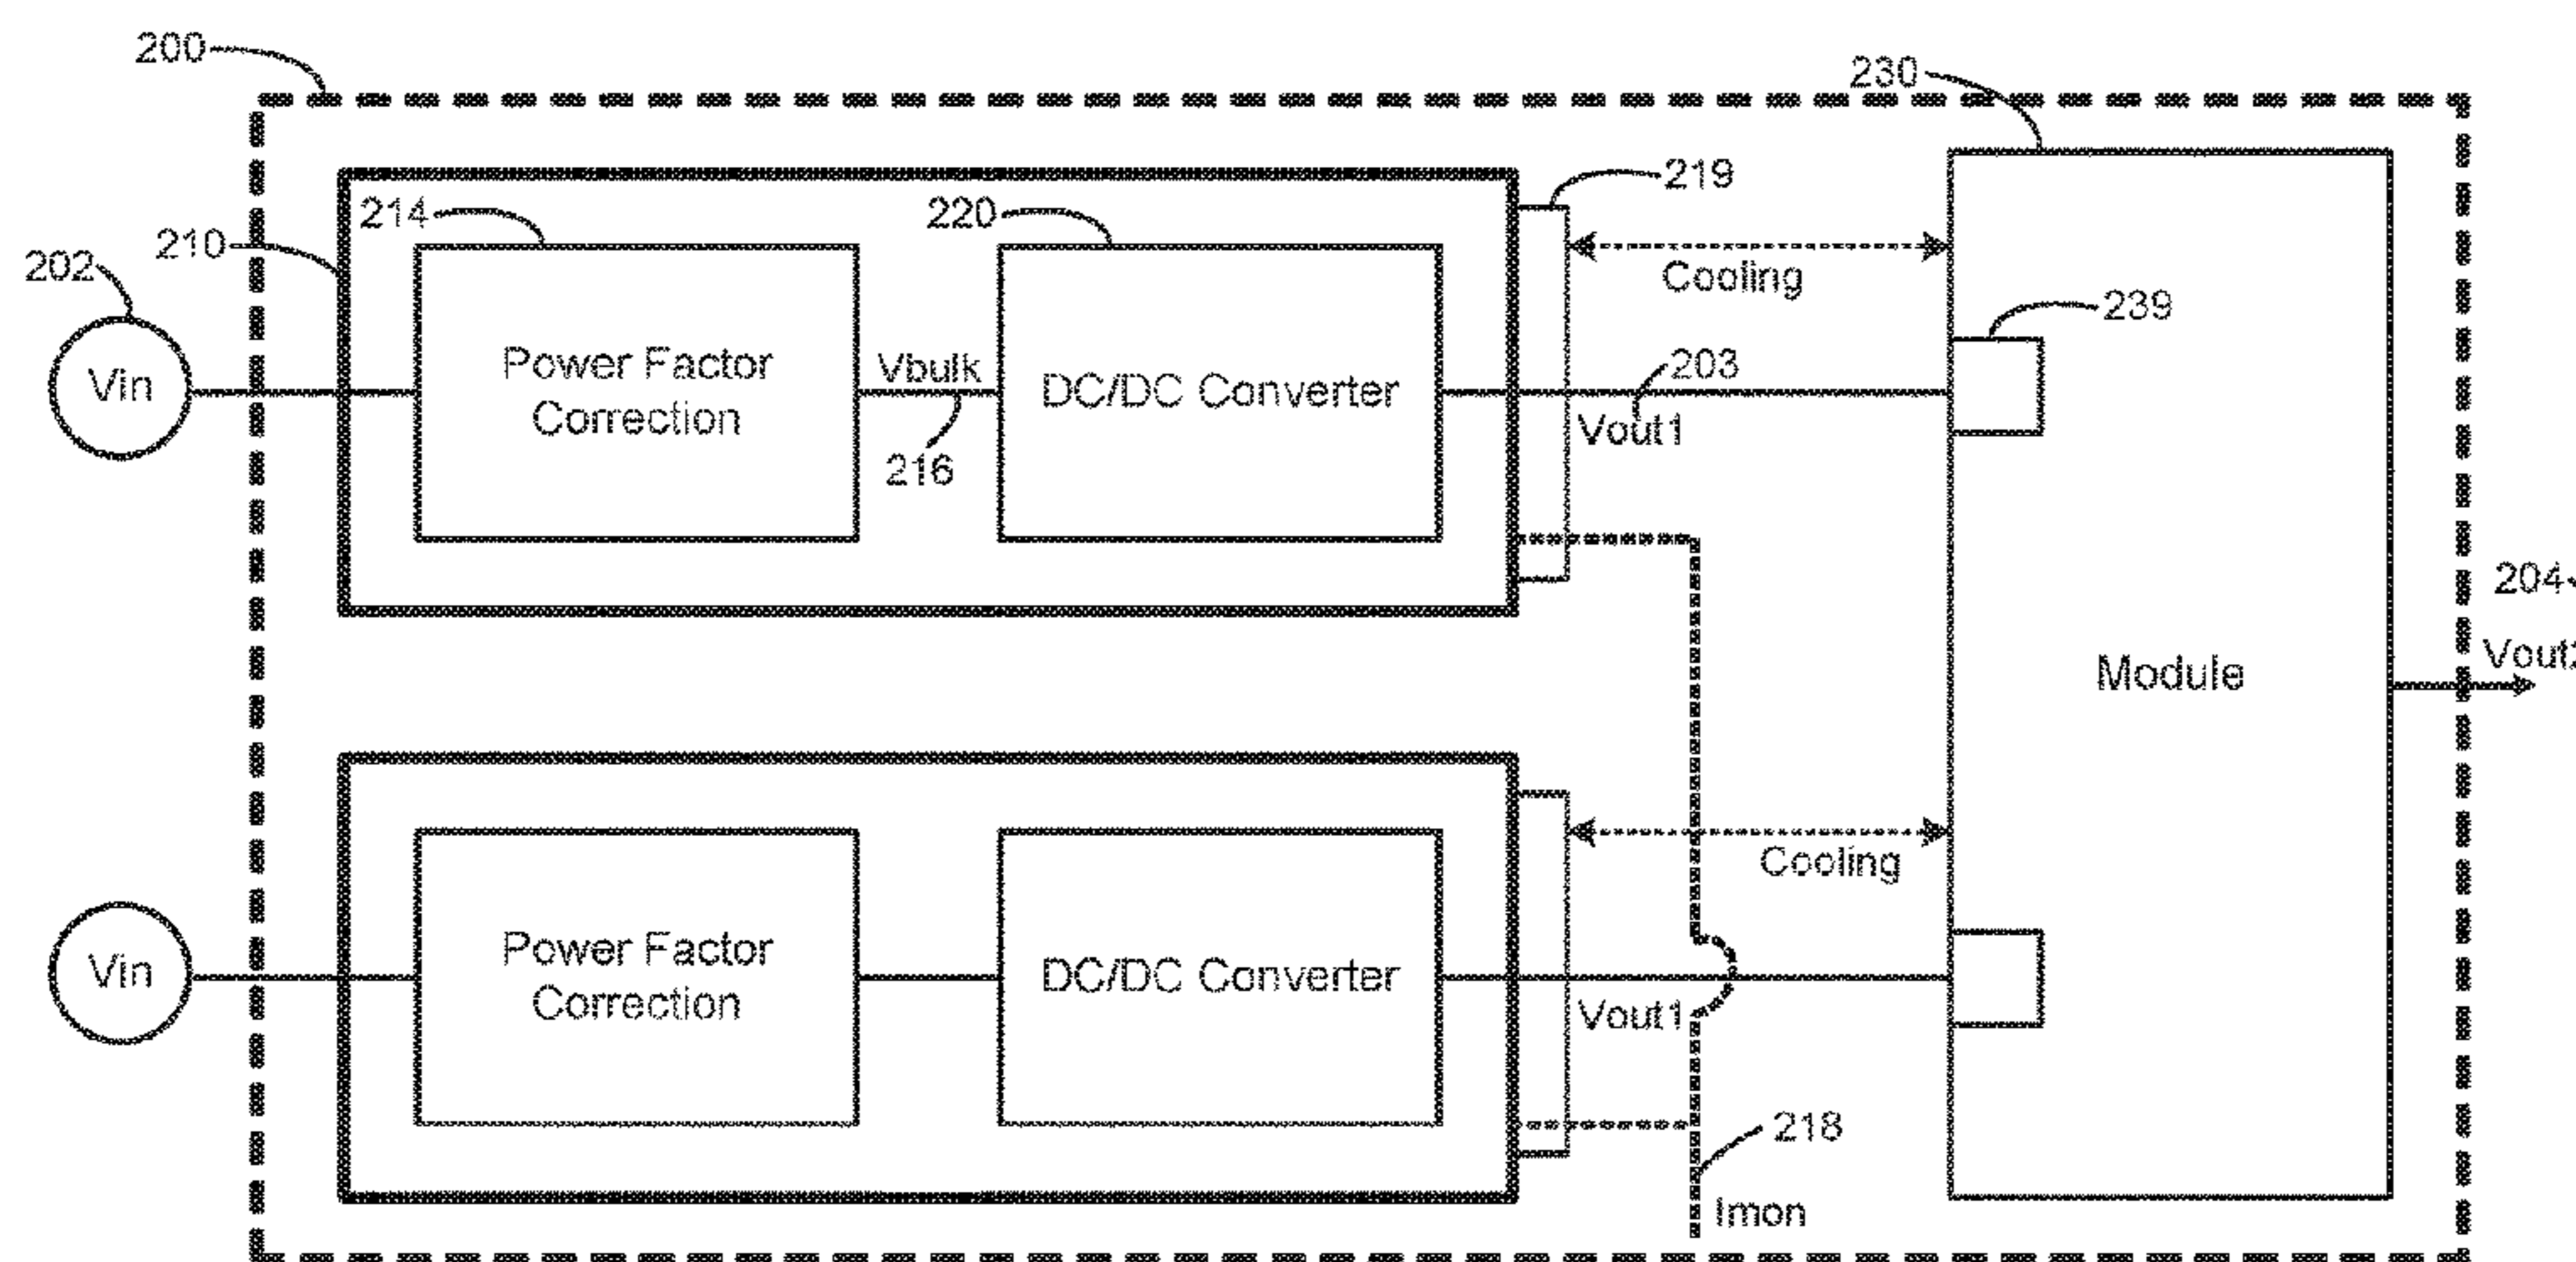 200
230
219
214
220
210
202
Cooling
239
Vin
Power Factor
Correction
Vbulk
216
DC/DC Converter
203
Vout1
204
Module
Cooling
Vin
Power Factor
Correction
DC/DC Converter
Vout1
218
Imon